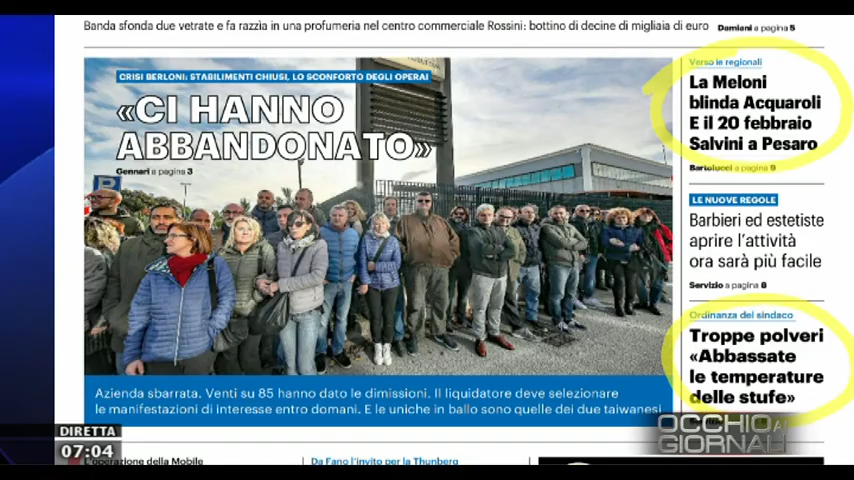 Banda sfonda due vetrate e fa razzìa in una profumeria nel centro commerciale Rossini: bottino di decine di migliaia di euro Damiani a pagina 5
CRISI BERLONI: STABILIMENTI CHIUSI, LO SCONFORTO DEGLI OPERAI
«CI HANNO
ABBANDONATO»
Gennari a pagina 3
P
Azienda sbarrata. Venti su 85 hanno dato le dimissioni. Il liquidatore deve selezionare
le manifestazioni di interesse entro domani. E le uniche in ballo sono quelle dei due taiwanesi
Verso le regionali
La Meloni
blinda Acquaroli
E il 20 febbraio
Salvini a Pesaro
Bartolucci a pagina 9
LE NUOVE REGOLE
Barbieri ed estetiste
aprire l'attività
ora sarà più facile
Servizio a pagina 8
Ordinanza del sindaco
Troppe polveri
«Abbassate
le temperature
delle stufe»
OCCHIO AI
GIORNALI
DIRETTA
07:04
L'operazione della Mobile
Da Fano l'invito per la Thunberg